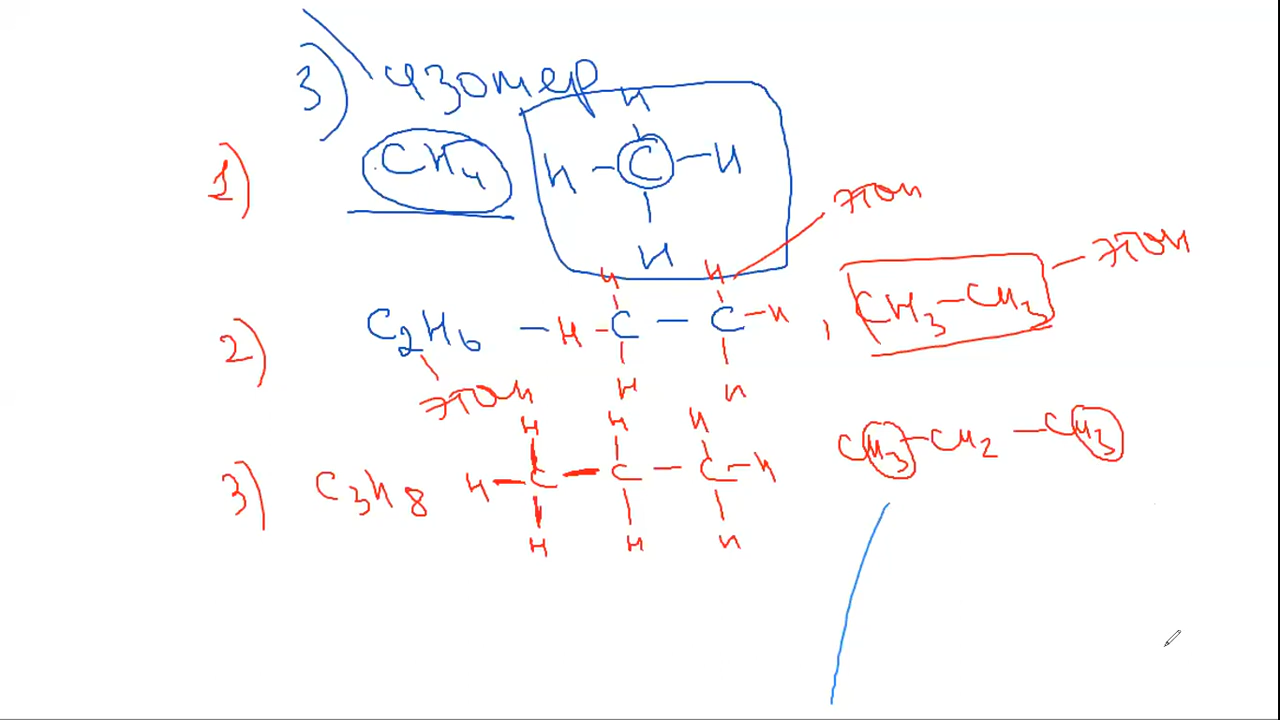 3) изомер
1) CH4
H
H - C - H
H
этан
2) C2H6 - H - C - C - H , CH3 - CH3 - этан
H H
H H
этан
3) C3H8 H - C - C - C - H CH3 - CH2 - CH3
H H H
H H H